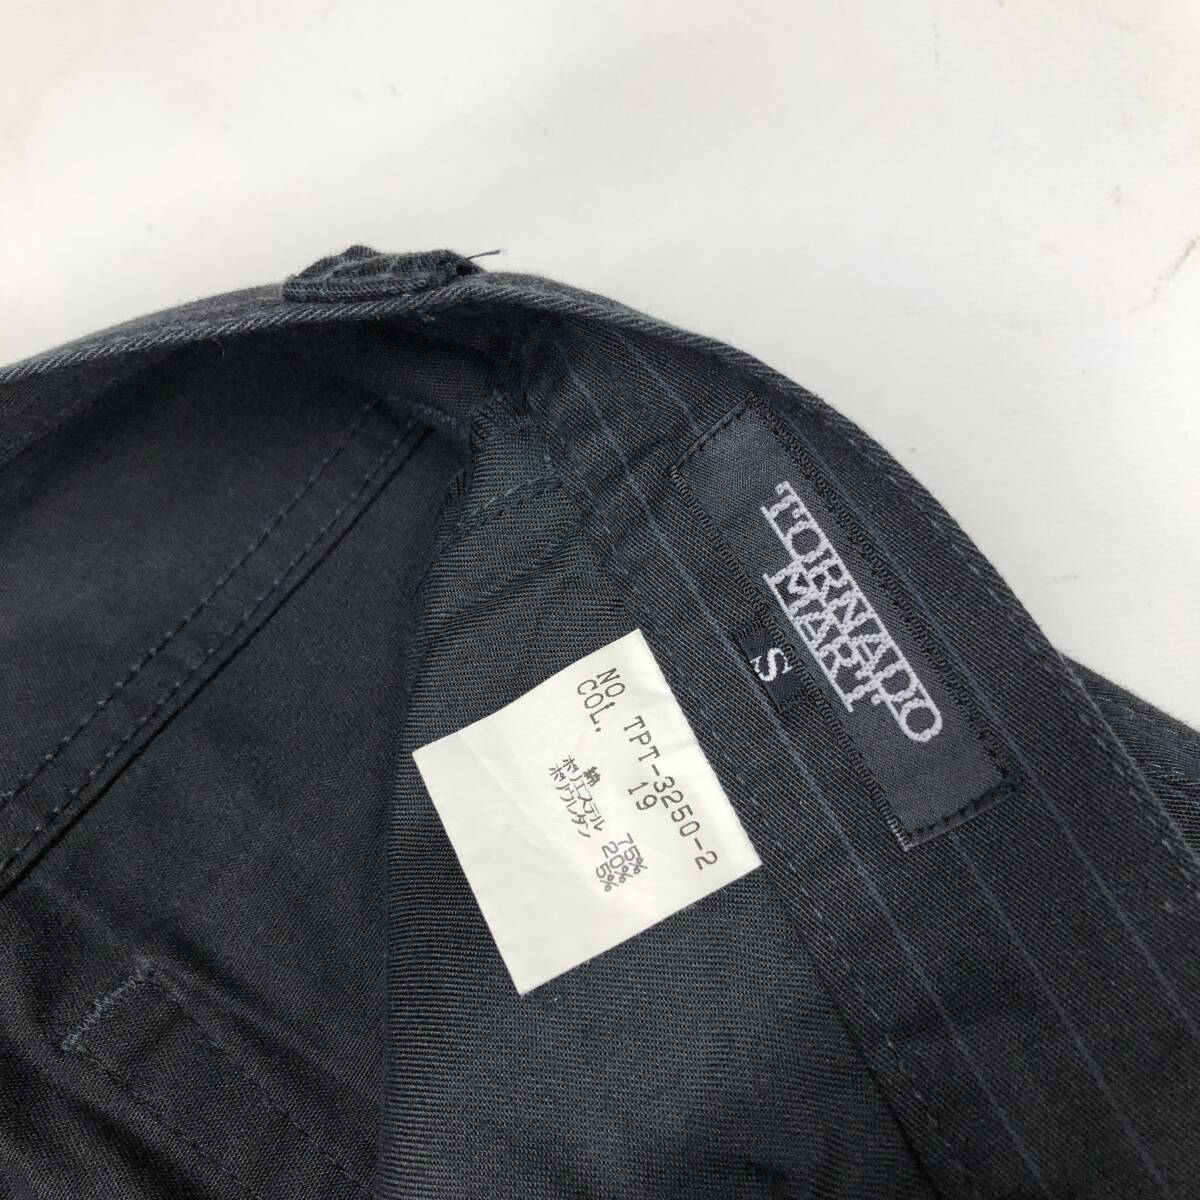 TORNADO
MART
S
NO. TPT-3250-2
COL. 19
綿 75%
ポリエステル 20%
ポリウレタン 5%